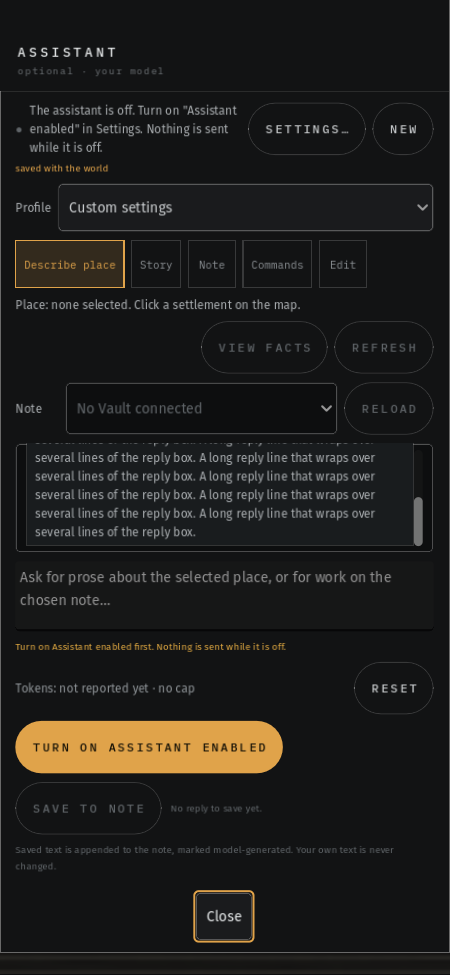 ASSISTANT
optional · your model
The assistant is off. Turn on "Assistant
enabled" in Settings. Nothing is sent
while it is off.
SETTINGS…
NEW
saved with the world
Profile
Custom settings
Describe place
Story
Note
Commands
Edit
Place: none selected. Click a settlement on the map.
VIEW FACTS
REFRESH
Note
No Vault connected
RELOAD
several lines of the reply box. A long reply line that wraps over
several lines of the reply box. A long reply line that wraps over
several lines of the reply box. A long reply line that wraps over
several lines of the reply box. A long reply line that wraps over
several lines of the reply box.
Ask for prose about the selected place, or for work on the
chosen note...
Turn on Assistant enabled first. Nothing is sent while it is off.
Tokens: not reported yet · no cap
RESET
TURN ON ASSISTANT ENABLED
SAVE TO NOTE
No reply to save yet.
Saved text is appended to the note, marked model-generated. Your own text is never
changed.
Close